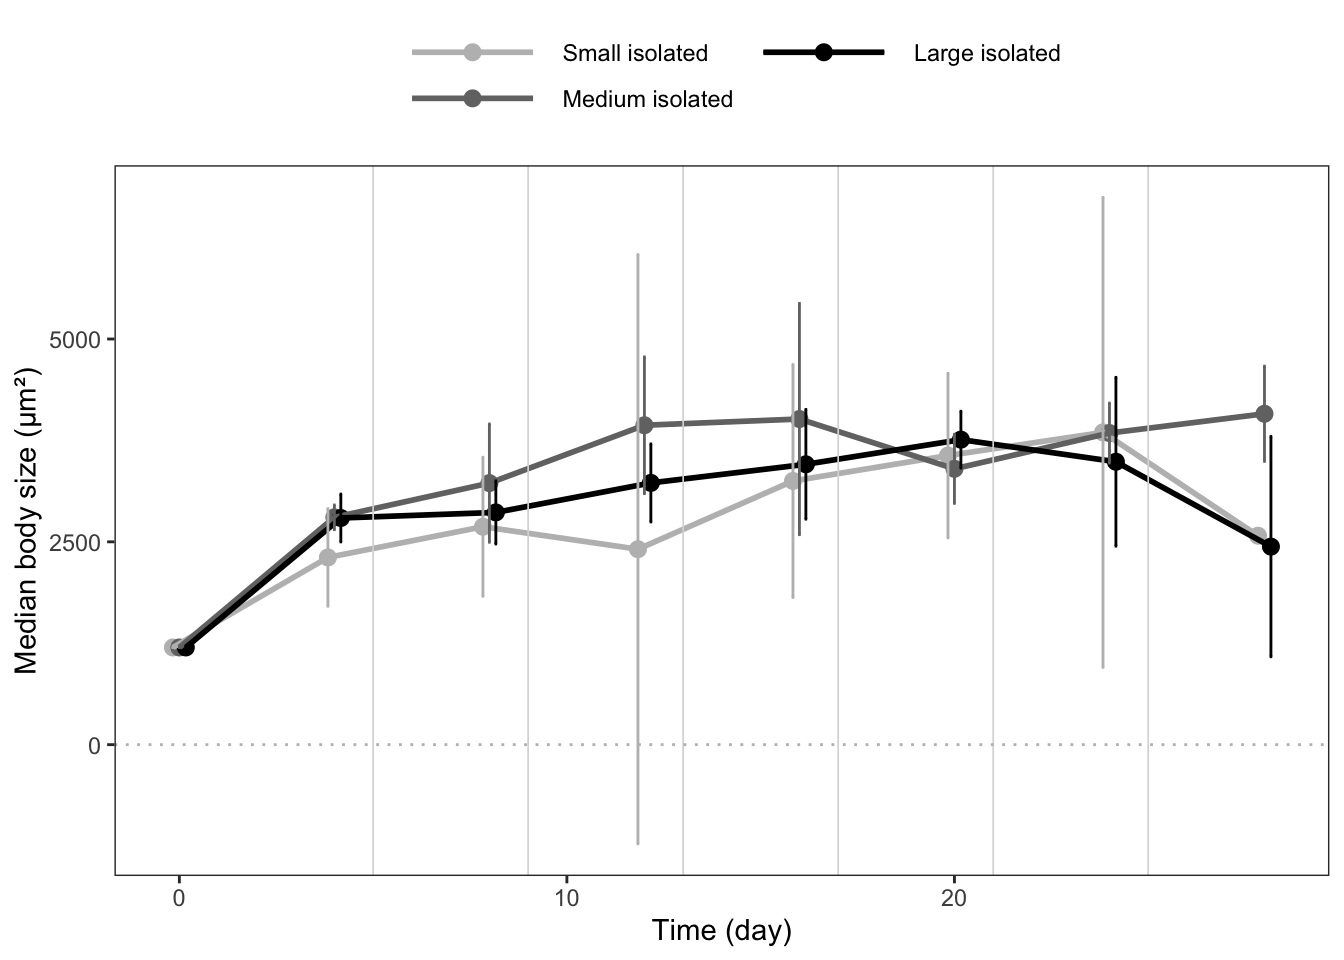 Small isolated
Large isolated
Medium isolated
Median body size (µm²)
5000
2500
0
0
10
20
Time (day)